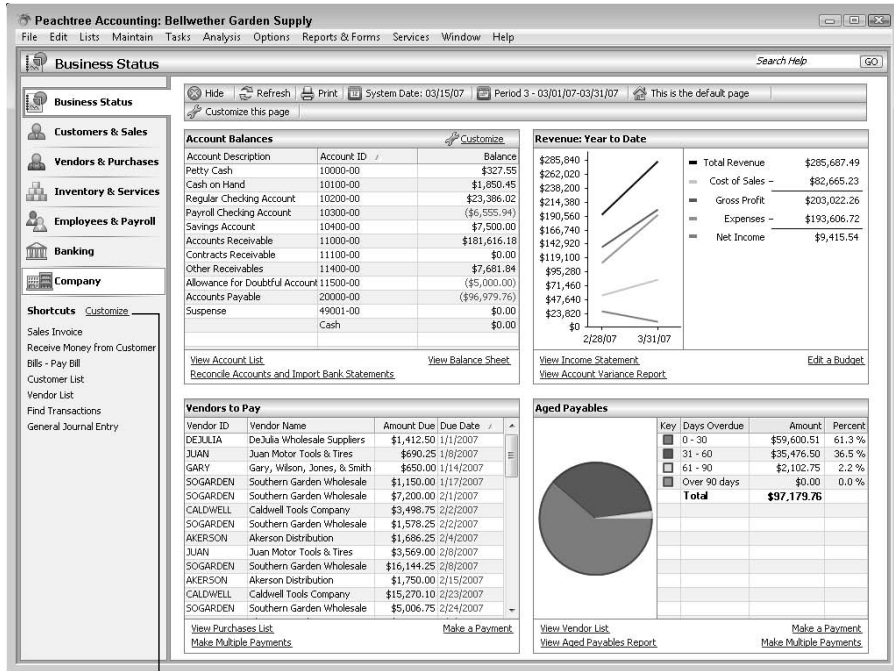 Peachtree Accounting: Bellwether Garden Supply
File Edit Lists Maintain Tasks Analysis Options Reports & Forms Services Window Help
Business Status
Search Help GO
Business Status
Customers & Sales
Vendors & Purchases
Inventory & Services
Employees & Payroll
Banking
Company
Shortcuts Customize
Sales Invoice
Receive Money from Customer
Bills - Pay Bill
Customer List
Vendor List
Find Transactions
General Journal Entry
Hide Refresh Print System Date: 03/15/07 Period 3 - 03/01/07-03/31/07 This is the default page
Customize this page
Account Balances Customize
Account Description Account ID Balance
Petty Cash 10000-00 $327.55
Cash on Hand 10100-00 $1,850.45
Regular Checking Account 10200-00 $23,386.02
Payroll Checking Account 10300-00 ($6,555.94)
Savings Account 10400-00 $7,500.00
Accounts Receivable 11000-00 $181,616.18
Contracts Receivable 11100-00 $0.00
Other Receivables 11400-00 $7,681.84
Allowance for Doubtful Account 11500-00 ($5,000.00)
Accounts Payable 20000-00 ($96,979.76)
Suspense 49001-00 $0.00
Cash $0.00
View Account List View Balance Sheet
Reconcile Accounts and Import Bank Statements
Revenue: Year to Date
$285,840
$262,020
$238,200
$214,380
$190,560
$166,740
$142,920
$119,100
$95,280
$71,460
$47,640
$23,820
$0
2/28/07 3/31/07
Total Revenue $285,687.49
Cost of Sales - $82,665.23
Gross Profit $203,022.26
Expenses - $193,606.72
Net Income $9,415.54
View Income Statement Edit a Budget
View Account Variance Report
Vendors to Pay
Vendor ID Vendor Name Amount Due Due Date
DEJULIA DeJulia Wholesale Suppliers $1,412.50 1/1/2007
JUAN Juan Motor Tools & Tires $690.25 1/8/2007
GARY Gary, Wilson, Jones, & Smith $650.00 1/14/2007
SOGARDEN Southern Garden Wholesale $1,150.00 1/17/2007
SOGARDEN Southern Garden Wholesale $7,200.00 2/1/2007
CALDWELL Caldwell Tools Company $3,498.75 2/2/2007
SOGARDEN Southern Garden Wholesale $1,578.25 2/2/2007
AKERSON Akerson Distribution $1,686.25 2/4/2007
JUAN Juan Motor Tools & Tires $3,569.00 2/8/2007
SOGARDEN Southern Garden Wholesale $16,144.25 2/8/2007
AKERSON Akerson Distribution $1,750.00 2/15/2007
CALDWELL Caldwell Tools Company $15,270.10 2/23/2007
SOGARDEN Southern Garden Wholesale $5,006.75 2/24/2007
View Purchases List Make a Payment
Make Multiple Payments
Aged Payables
Key Days Overdue Amount Percent
0 - 30 $59,600.51 61.3 %
31 - 60 $35,476.50 36.5 %
61 - 90 $2,102.75 2.2 %
Over 90 days $0.00 0.0 %
Total $97,179.76
View Vendor List Make a Payment
View Aged Payables Report Make Multiple Payments